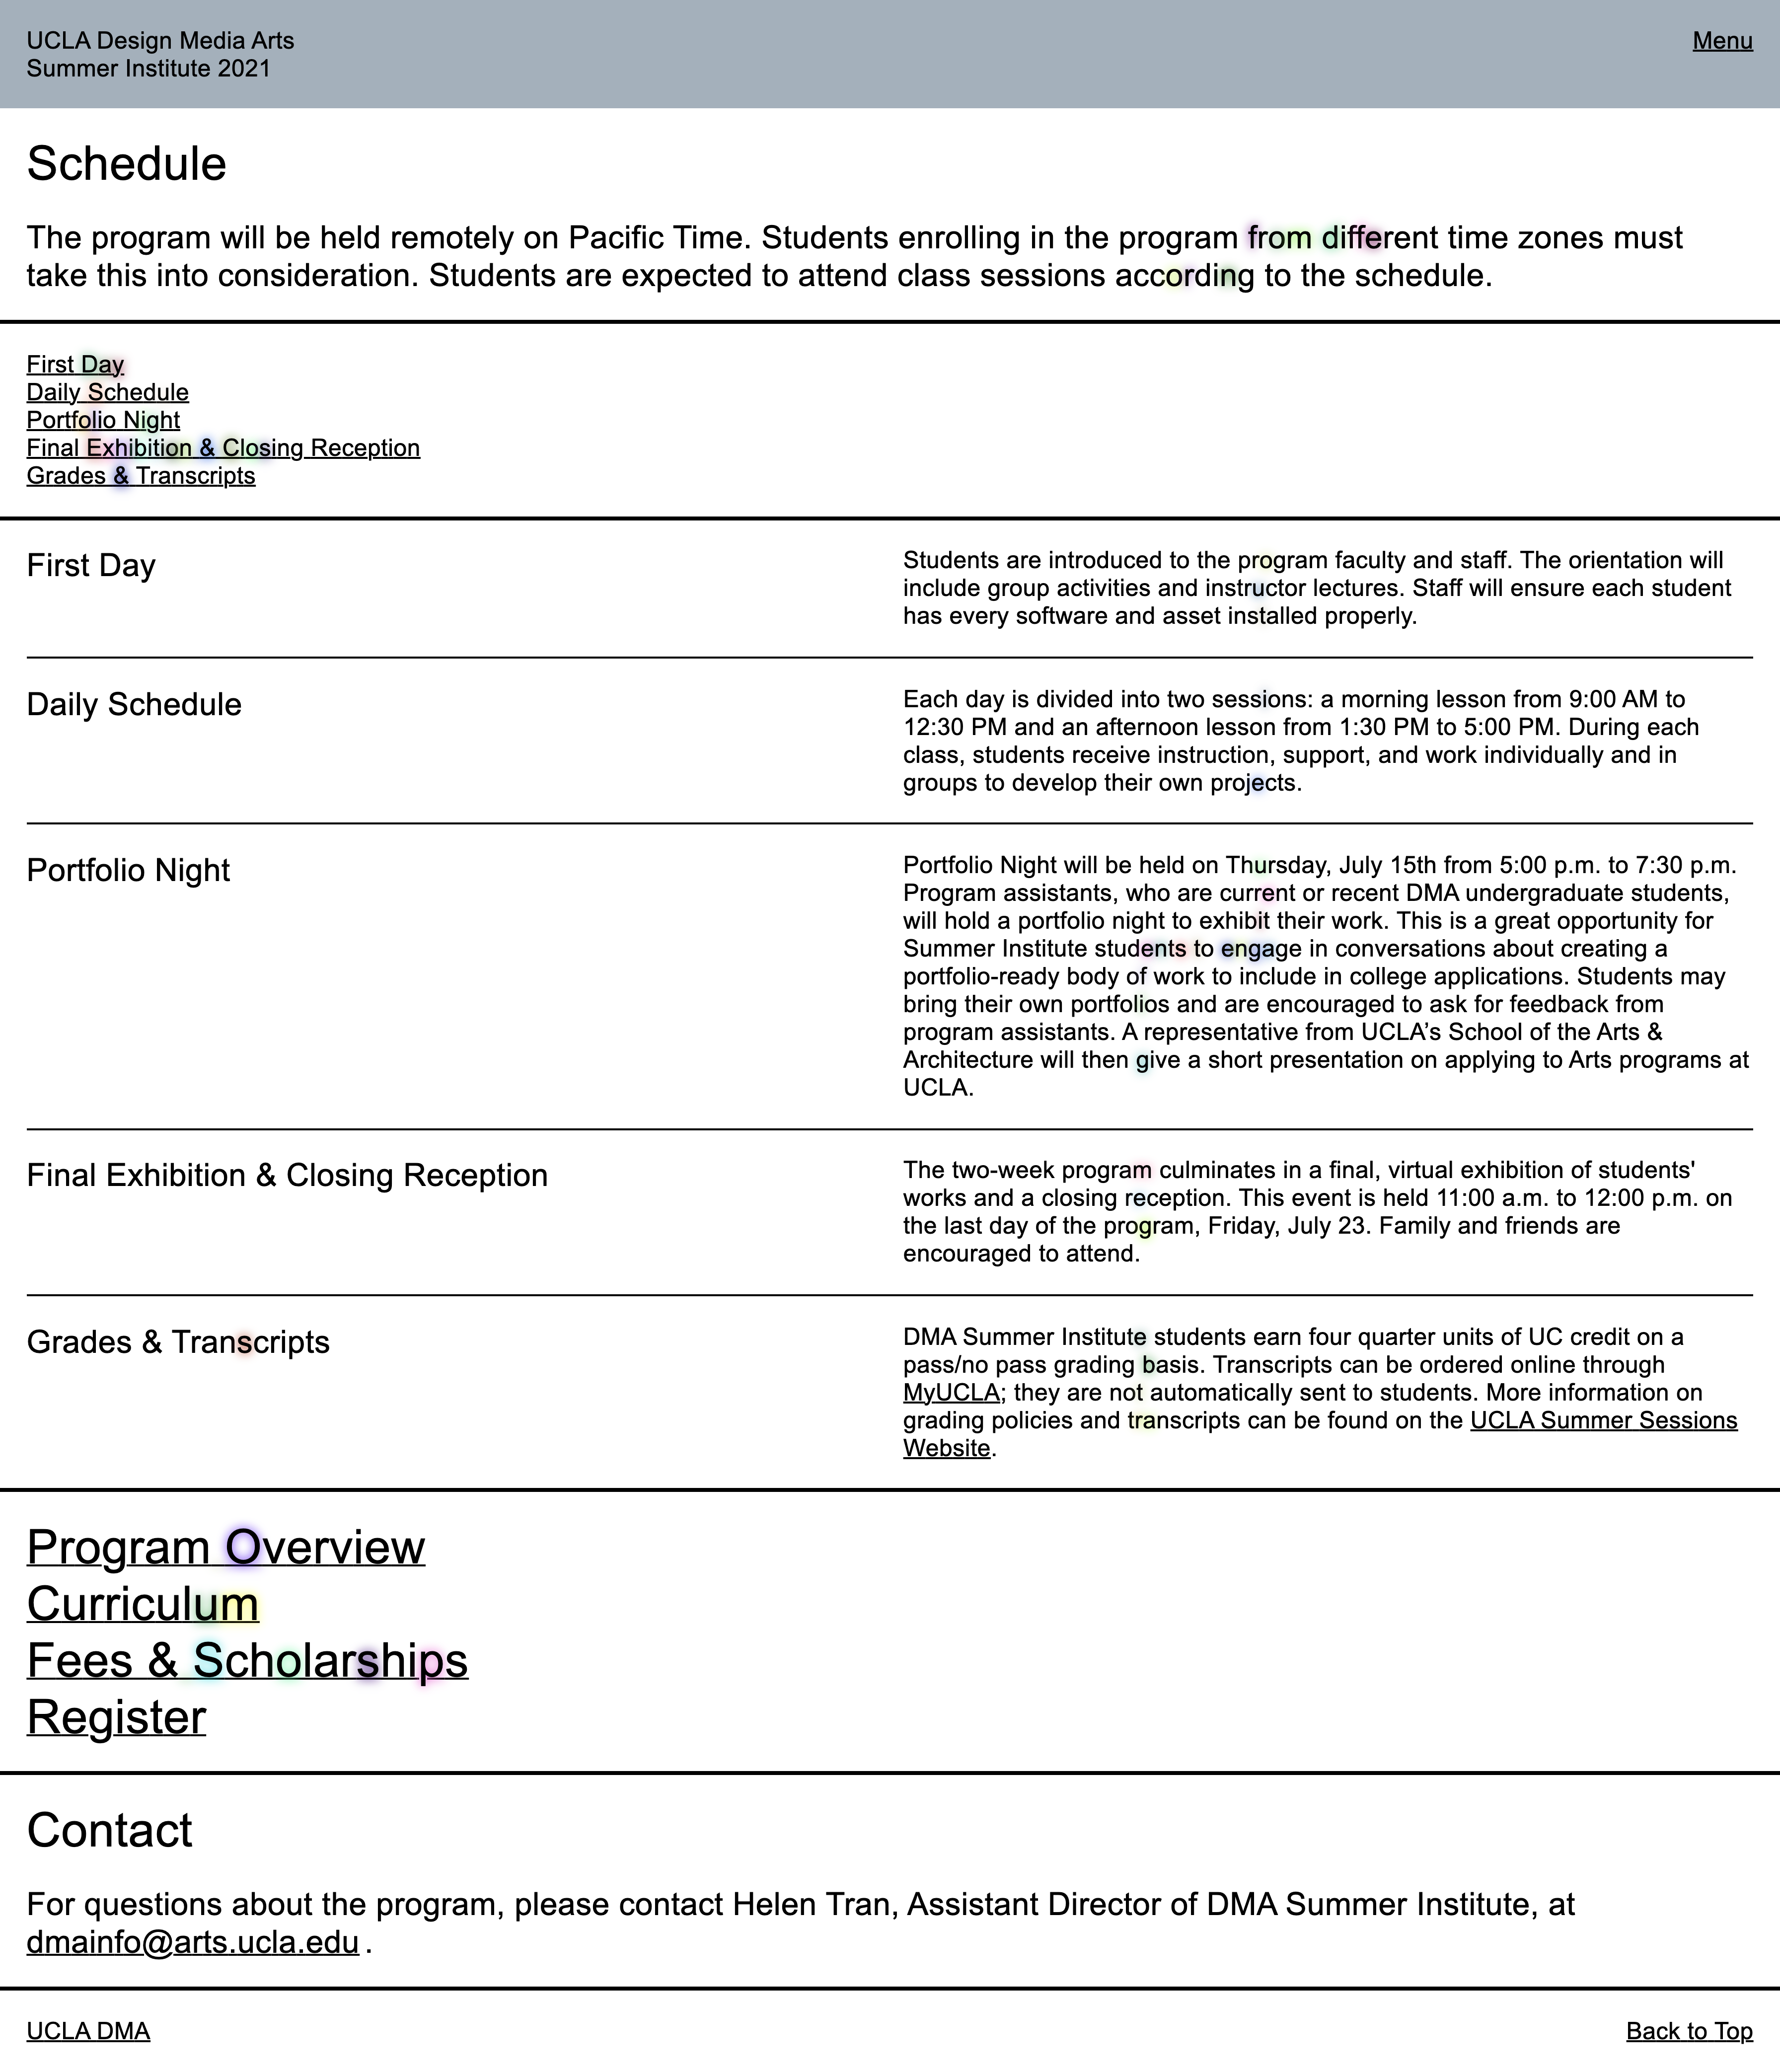 UCLA Design Media Arts
Summer Institute 2021
Menu
Schedule
The program will be held remotely on Pacific Time. Students enrolling in the program from different time zones must
take this into consideration. Students are expected to attend class sessions according to the schedule.
First Day
Daily Schedule
Portfolio Night
Final Exhibition & Closing Reception
Grades & Transcripts
First Day
Students are introduced to the program faculty and staff. The orientation will
include group activities and instructor lectures. Staff will ensure each student
has every software and asset installed properly.
Daily Schedule
Each day is divided into two sessions: a morning lesson from 9:00 AM to
12:30 PM and an afternoon lesson from 1:30 PM to 5:00 PM. During each
class, students receive instruction, support, and work individually and in
groups to develop their own projects.
Portfolio Night
Portfolio Night will be held on Thursday, July 15th from 5:00 p.m. to 7:30 p.m.
Program assistants, who are current or recent DMA undergraduate students,
will hold a portfolio night to exhibit their work. This is a great opportunity for
Summer Institute students to engage in conversations about creating a
portfolio-ready body of work to include in college applications. Students may
bring their own portfolios and are encouraged to ask for feedback from
program assistants. A representative from UCLA’s School of the Arts &
Architecture will then give a short presentation on applying to Arts programs at
UCLA.
Final Exhibition & Closing Reception
The two-week program culminates in a final, virtual exhibition of students'
works and a closing reception. This event is held 11:00 a.m. to 12:00 p.m. on
the last day of the program, Friday, July 23. Family and friends are
encouraged to attend.
Grades & Transcripts
DMA Summer Institute students earn four quarter units of UC credit on a
pass/no pass grading basis. Transcripts can be ordered online through
MyUCLA; they are not automatically sent to students. More information on
grading policies and transcripts can be found on the UCLA Summer Sessions
Website.
Program Overview
Curriculum
Fees & Scholarships
Register
Contact
For questions about the program, please contact Helen Tran, Assistant Director of DMA Summer Institute, at
dmainfo@arts.ucla.edu .
UCLA DMA
Back to Top